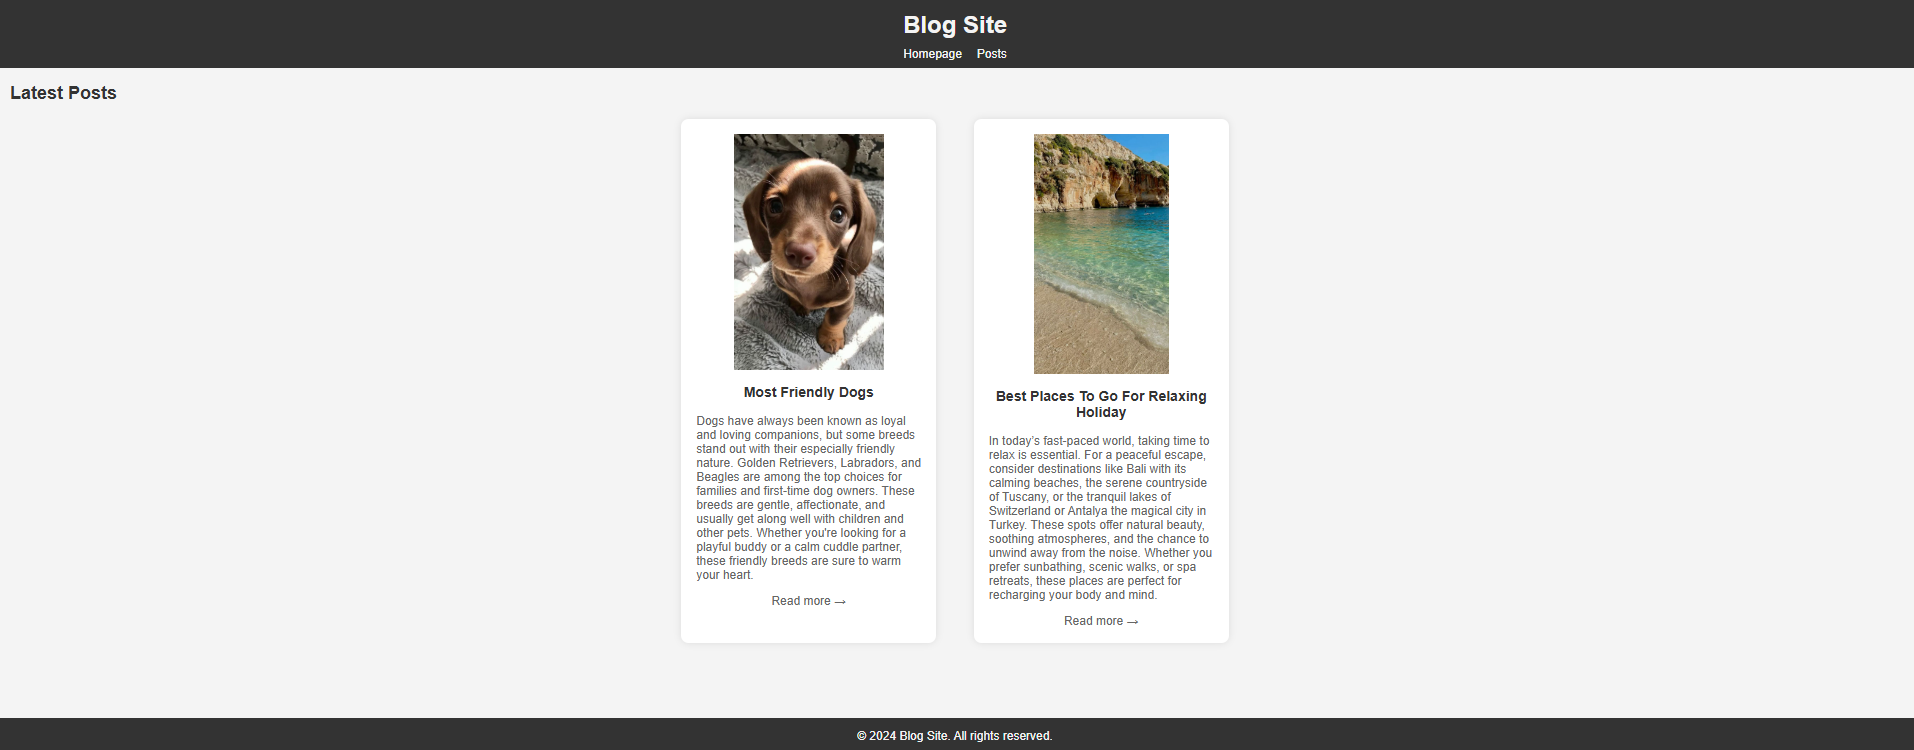 Blog Site
Homepage Posts
Latest Posts
Most Friendly Dogs
Dogs have always been known as loyal
and loving companions, but some breeds
stand out with their especially friendly
nature. Golden Retrievers, Labradors, and
Beagles are among the top choices for
families and first-time dog owners. These
breeds are gentle, affectionate, and
usually get along well with children and
other pets. Whether you're looking for a
playful buddy or a calm cuddle partner,
these friendly breeds are sure to warm
your heart.
Read more →
Best Places To Go For Relaxing
Holiday
In today's fast-paced world, taking time to
relax is essential. For a peaceful escape,
consider destinations like Bali with its
calming beaches, the serene countryside
of Tuscany, or the tranquil lakes of
Switzerland or Antalya the magical city in
Turkey. These spots offer natural beauty,
soothing atmospheres, and the chance to
unwind away from the noise. Whether you
prefer sunbathing, scenic walks, or spa
retreats, these places are perfect for
recharging your body and mind.
Read more →
© 2024 Blog Site. All rights reserved.